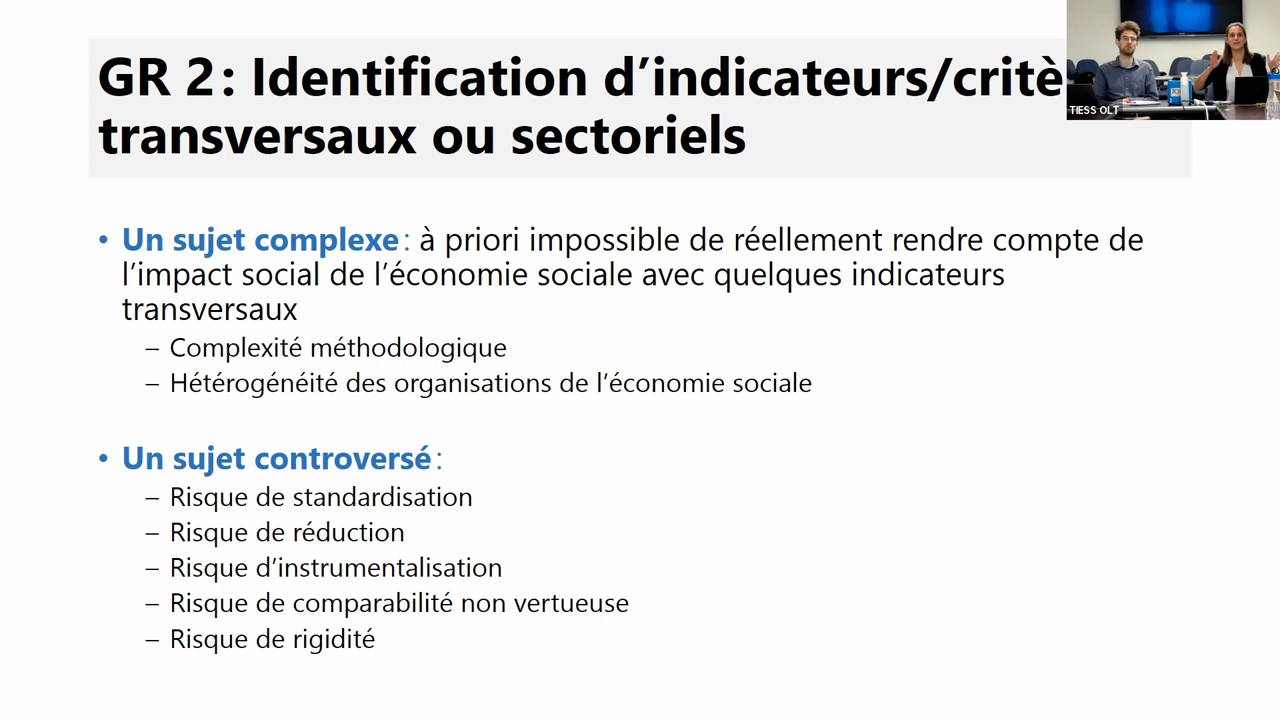 GR 2 : Identification d’indicateurs/critè
transversaux ou sectoriels
TIESS OLT
• Un sujet complexe : à priori impossible de réellement rendre compte de
l’impact social de l’économie sociale avec quelques indicateurs
transversaux
– Complexité méthodologique
– Hétérogénéité des organisations de l’économie sociale
• Un sujet controversé :
– Risque de standardisation
– Risque de réduction
– Risque d’instrumentalisation
– Risque de comparabilité non vertueuse
– Risque de rigidité